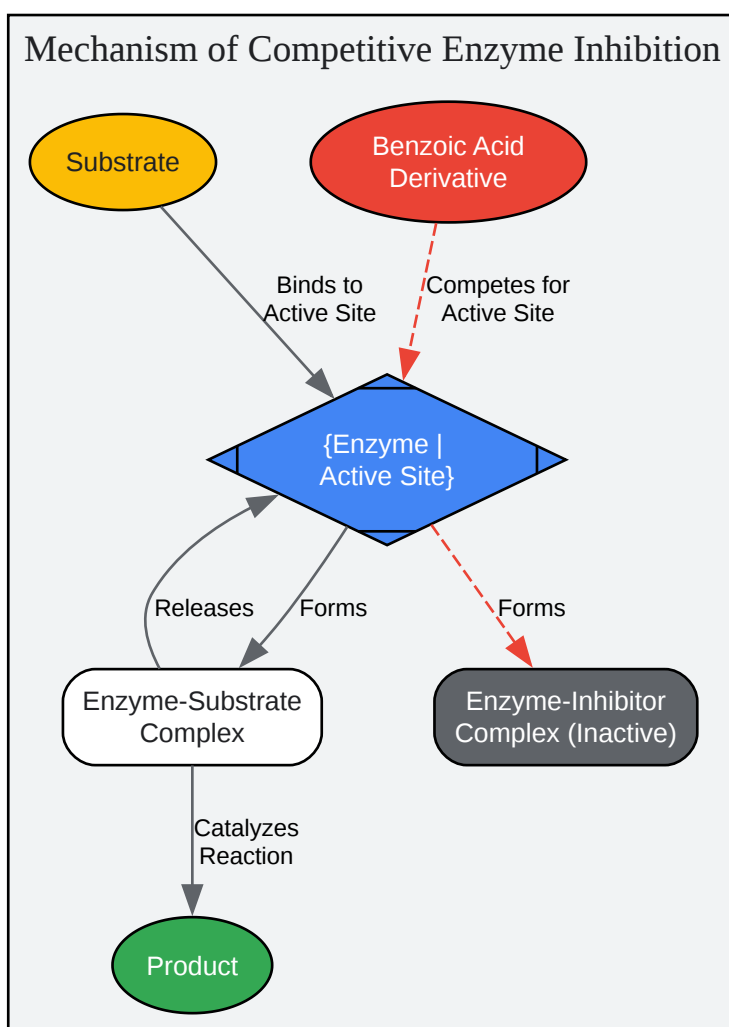 Mechanism of Competitive Enzyme Inhibition
Substrate
Benzoic Acid
Derivative
Binds to
Active Site
Competes for
Active Site
{Enzyme |
Active Site}
Releases
Forms
Forms
Enzyme-Substrate
Complex
Enzyme-Inhibitor
Complex (Inactive)
Catalyzes
Reaction
Product